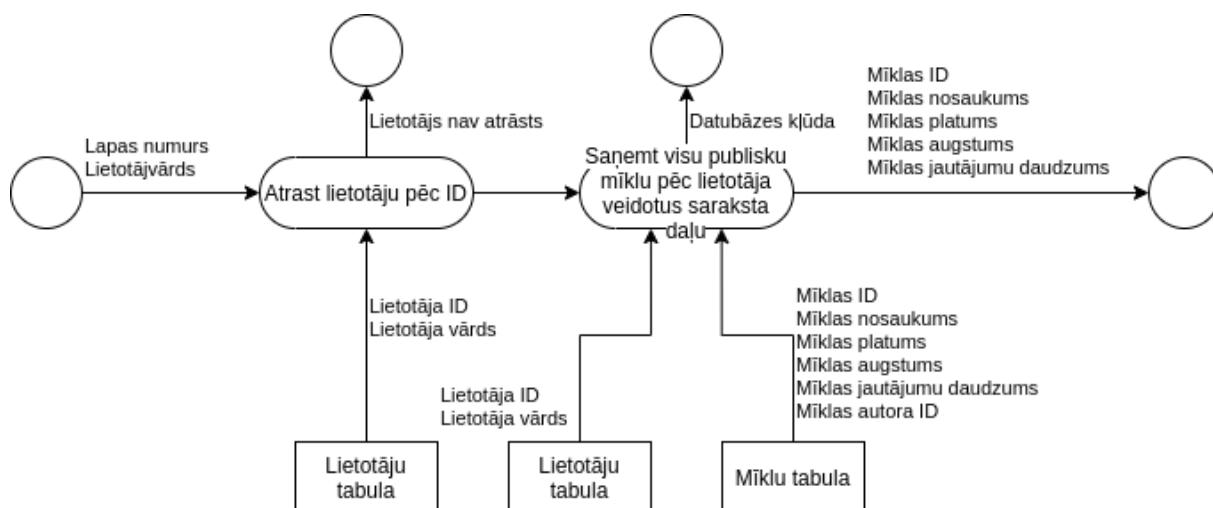 Lapas numurs
Lietotājvārds
Lietotājs nav atrāsts
Atrast lietotāju pēc ID
Datubāzes kļūda
Saņemt visu publisku
mīklu pēc lietotāja
veidotus saraksta
daļu
Mīklas ID
Mīklas nosaukums
Mīklas platums
Mīklas augstums
Mīklas jautājumu daudzums
Lietotāja ID
Lietotāja vārds
Lietotāja ID
Lietotāja vārds
Mīklas ID
Mīklas nosaukums
Mīklas platums
Mīklas augstums
Mīklas jautājumu daudzums
Mīklas autora ID
Lietotāju
tabula
Lietotāju
tabula
Mīklu tabula